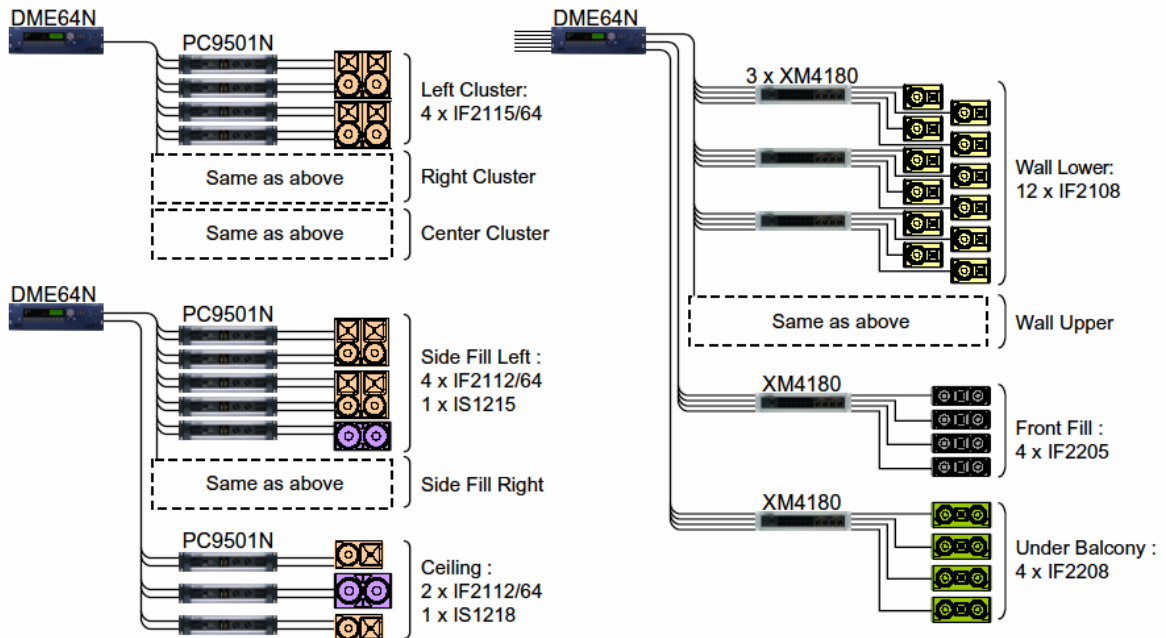 DME64N
PC9501N
Left Cluster:
4 x IF2115/64
Same as above
Right Cluster
Same as above
Center Cluster
DME64N
PC9501N
Side Fill Left :
4 x IF2112/64
1 x IS1215
Same as above
Side Fill Right
PC9501N
Ceiling :
2 x IF2112/64
1 x IS1218
DME64N
3 x XM4180
Wall Lower:
12 x IF2108
Same as above
Wall Upper
XM4180
Front Fill :
4 x IF2205
XM4180
Under Balcony :
4 x IF2208